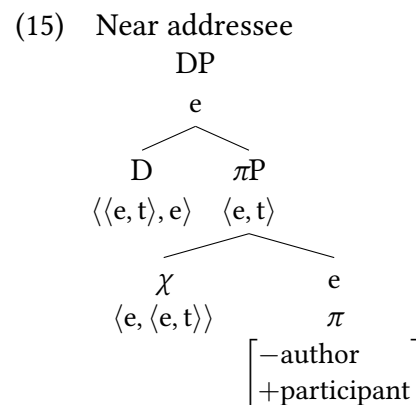 (15) Near addressee
DP
e
D πP
⟨⟨e, t⟩, e⟩ ⟨e, t⟩
χ e
⟨e, ⟨e, t⟩⟩ π
−author
+participant